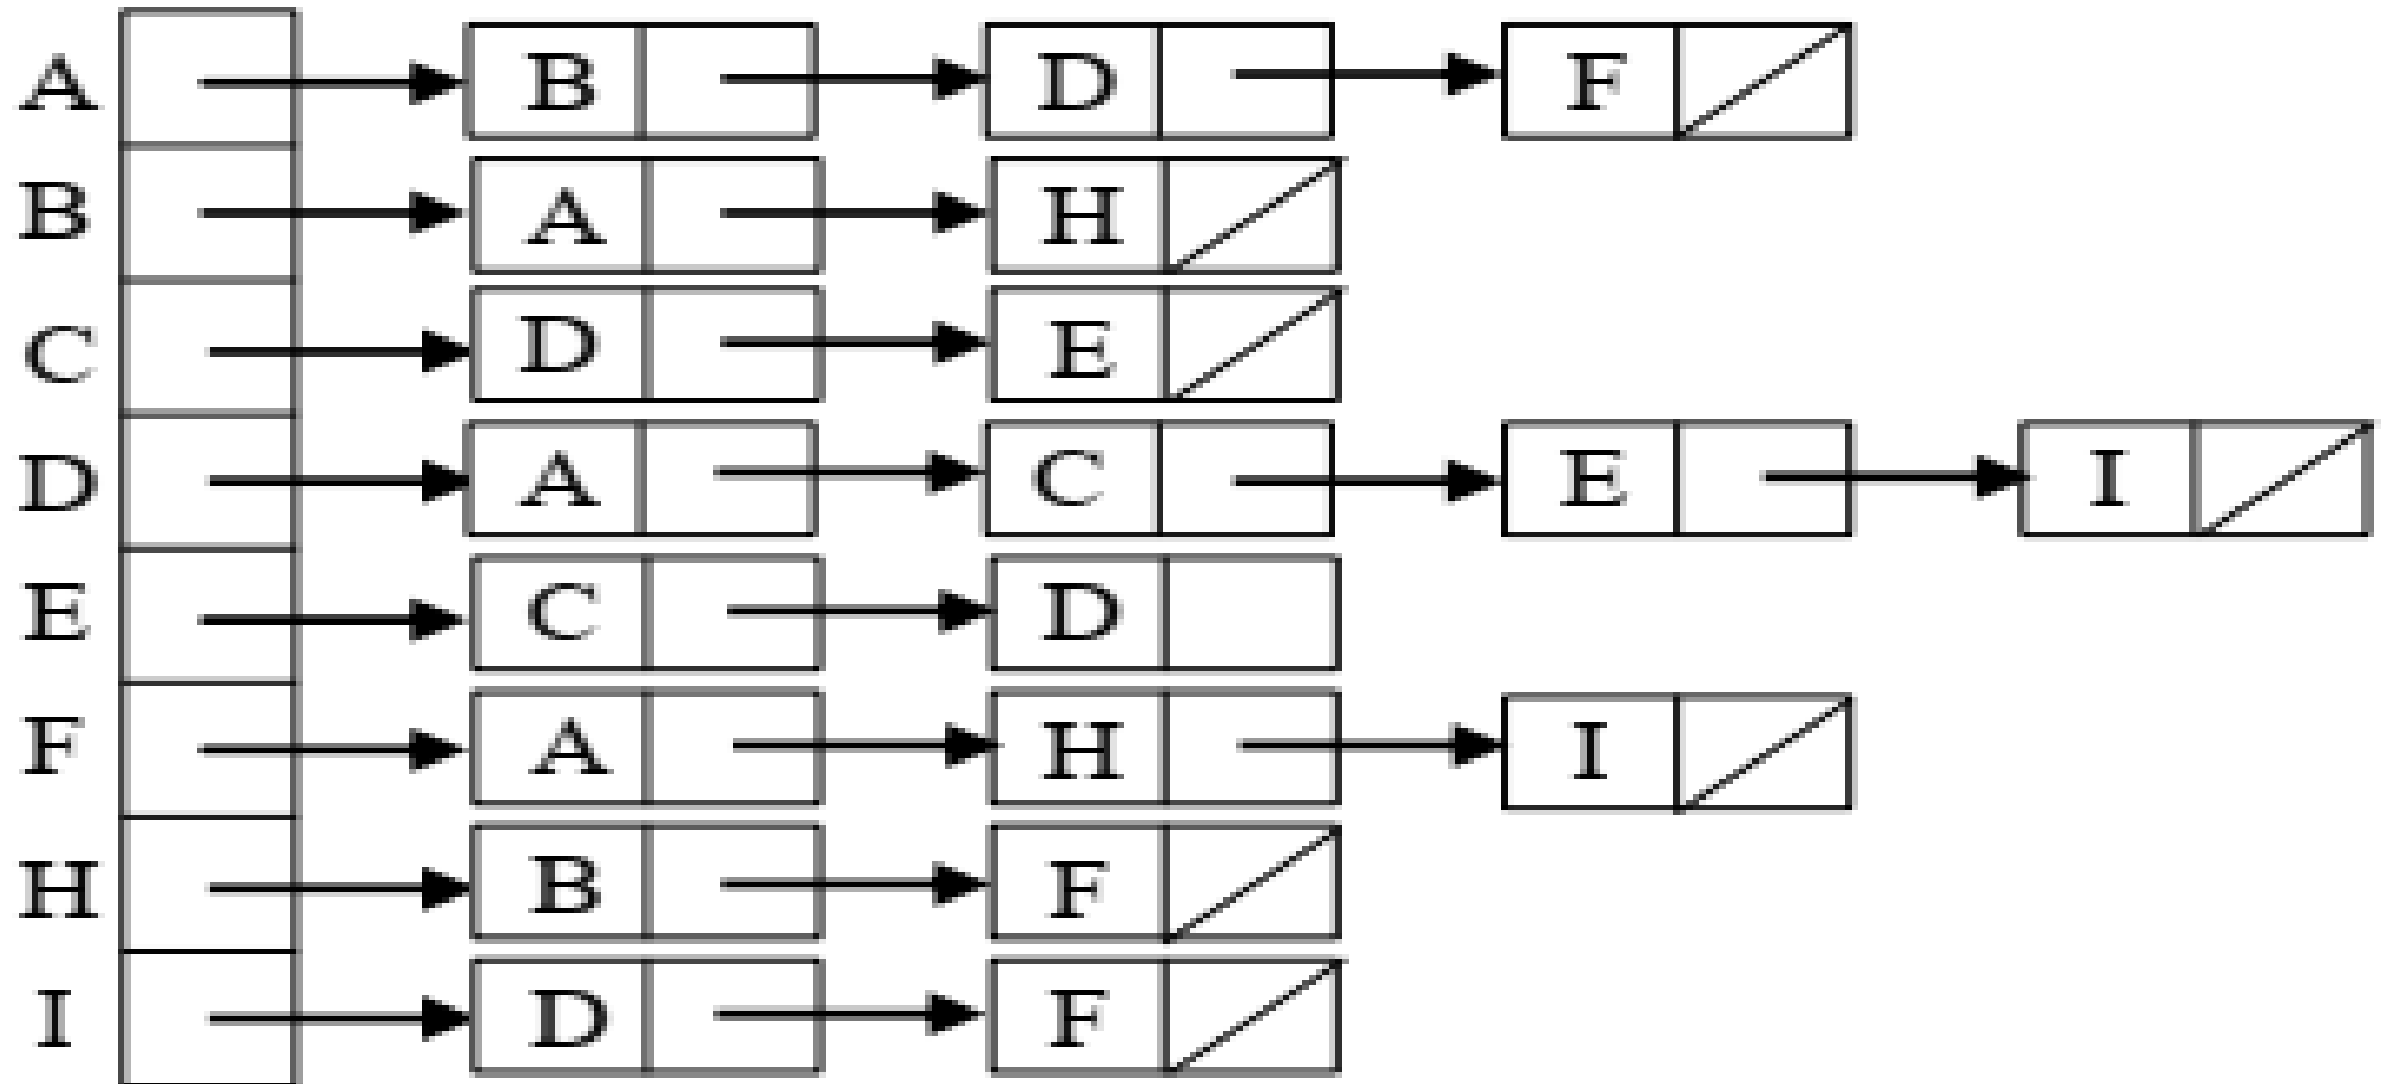 A B D F
B A H
C D E
D A C E I
E C D
F A H I
H B F
I D F